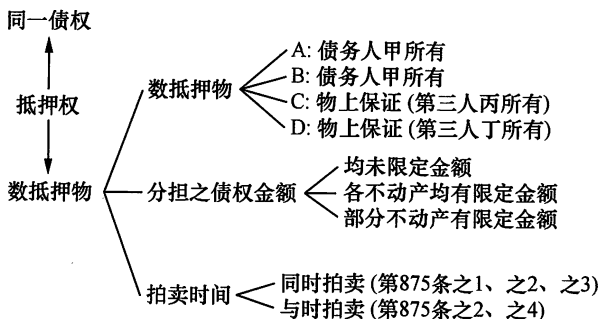 同一债权
抵押权
数抵押物
数抵押物
A: 债务人甲所有
B: 债务人甲所有
C: 物上保证 (第三人丙所有)
D: 物上保证 (第三人丁所有)
分担之债权金额
均未限定金额
各不动产均有限定金额
部分不动产有限定金额
拍卖时间
同时拍卖 (第875条之1、之2、之3)
与时拍卖 (第875条之2、之4)